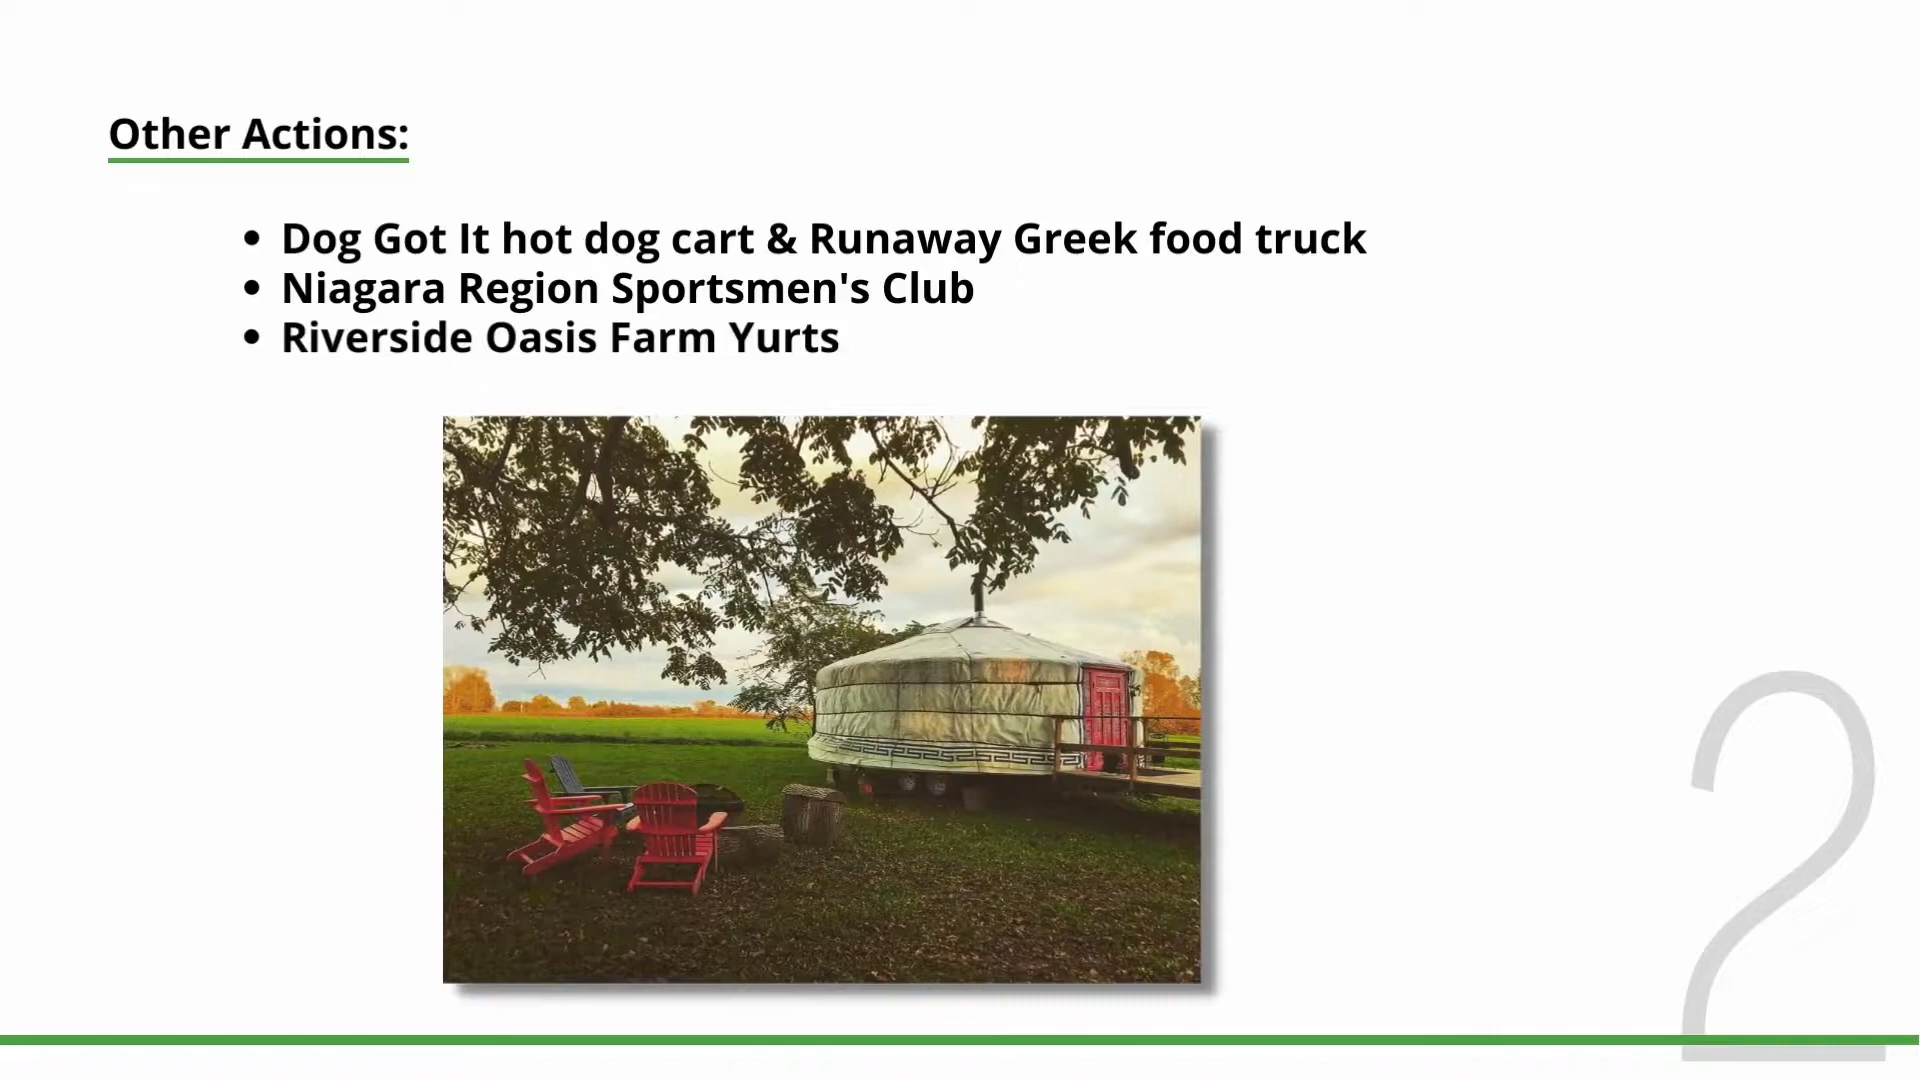 Other Actions:
• Dog Got It hot dog cart & Runaway Greek food truck
• Niagara Region Sportsmen's Club
• Riverside Oasis Farm Yurts
2